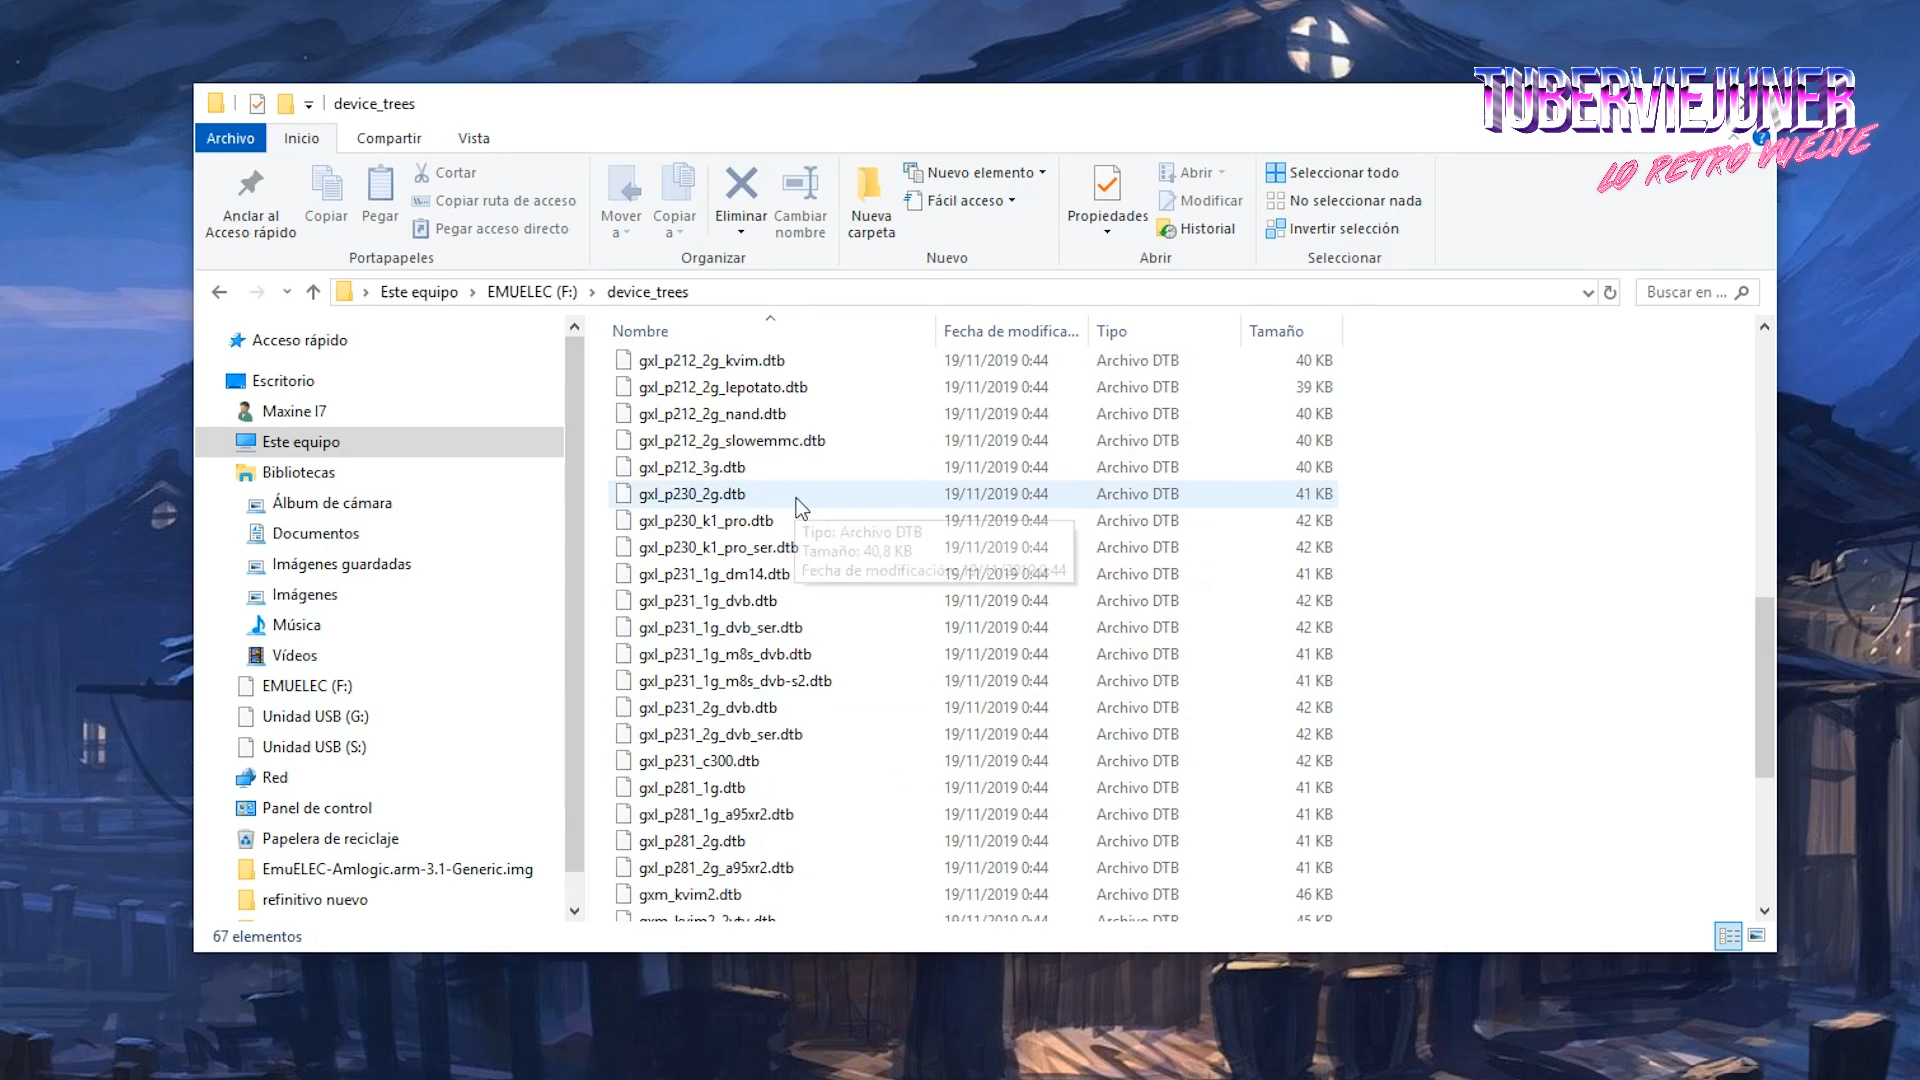 TUBERVIEJUNER
LO RETRO VUELVE
device_trees
Archivo
Inicio
Compartir
Vista
Anclar al
Acceso rápido
Copiar
Pegar
Cortar
Copiar ruta de acceso
Pegar acceso directo
Portapapeles
Mover
a
Copiar
a
Eliminar
Cambiar
nombre
Organizar
Nueva
carpeta
Nuevo elemento
Fácil acceso
Nuevo
Propiedades
Abrir
Modificar
Historial
Abrir
Seleccionar todo
No seleccionar nada
Invertir selección
Seleccionar
Este equipo > EMUELEC (F:) > device_trees
Buscar en ...
Acceso rápido
Escritorio
Maxine I7
Este equipo
Bibliotecas
Álbum de cámara
Documentos
Imágenes guardadas
Imágenes
Música
Vídeos
EMUELEC (F:)
Unidad USB (G:)
Unidad USB (S:)
Red
Panel de control
Papelera de reciclaje
EmuELEC-Amlogic.arm-3.1-Generic.img
refinitivo nuevo
Nombre Fecha de modifica... Tipo Tamaño
gxl_p212_2g_kvim.dtb 19/11/2019 0:44 Archivo DTB 40 KB
gxl_p212_2g_lepotato.dtb 19/11/2019 0:44 Archivo DTB 39 KB
gxl_p212_2g_nand.dtb 19/11/2019 0:44 Archivo DTB 40 KB
gxl_p212_2g_slowemmc.dtb 19/11/2019 0:44 Archivo DTB 40 KB
gxl_p212_3g.dtb 19/11/2019 0:44 Archivo DTB 40 KB
gxl_p230_2g.dtb 19/11/2019 0:44 Archivo DTB 41 KB
gxl_p230_k1_pro.dtb 19/11/2019 0:44 Archivo DTB 42 KB
Tipo: Archivo DTB
gxl_p230_k1_pro_ser.dtb 19/11/2019 0:44 Archivo DTB 42 KB
Tamaño: 40,8 KB
gxl_p231_1g_dm14.dtb 19/11/2019 0:44 Archivo DTB 41 KB
Fecha de modificación: 19/11/2019 0:44
gxl_p231_1g_dvb.dtb 19/11/2019 0:44 Archivo DTB 42 KB
gxl_p231_1g_dvb_ser.dtb 19/11/2019 0:44 Archivo DTB 42 KB
gxl_p231_1g_m8s_dvb.dtb 19/11/2019 0:44 Archivo DTB 41 KB
gxl_p231_1g_m8s_dvb-s2.dtb 19/11/2019 0:44 Archivo DTB 41 KB
gxl_p231_2g_dvb.dtb 19/11/2019 0:44 Archivo DTB 42 KB
gxl_p231_2g_dvb_ser.dtb 19/11/2019 0:44 Archivo DTB 42 KB
gxl_p231_c300.dtb 19/11/2019 0:44 Archivo DTB 42 KB
gxl_p281_1g.dtb 19/11/2019 0:44 Archivo DTB 41 KB
gxl_p281_1g_a95xr2.dtb 19/11/2019 0:44 Archivo DTB 41 KB
gxl_p281_2g.dtb 19/11/2019 0:44 Archivo DTB 41 KB
gxl_p281_2g_a95xr2.dtb 19/11/2019 0:44 Archivo DTB 41 KB
gxm_kvim2.dtb 19/11/2019 0:44 Archivo DTB 46 KB
19/11/2019 0:44 Archivo DTB 45 KB
67 elementos